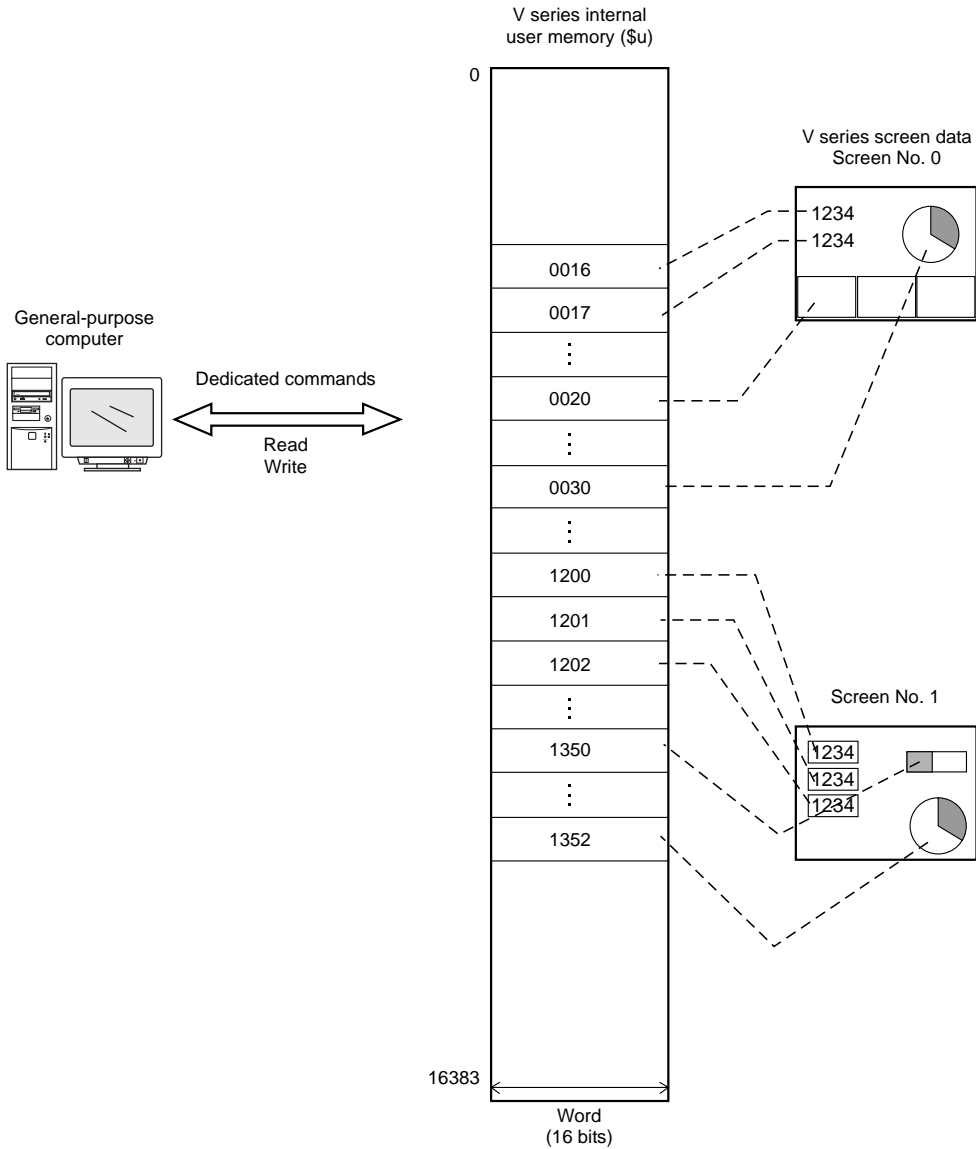 V series internal
user memory ($u)
0
V series screen data
Screen No. 0
1234
1234
0016
0017
General-purpose
computer
Dedicated commands
Read
Write
0020
0030
1200
1201
1202
Screen No. 1
1234
1234
1234
1350
1352
16383
Word
(16 bits)